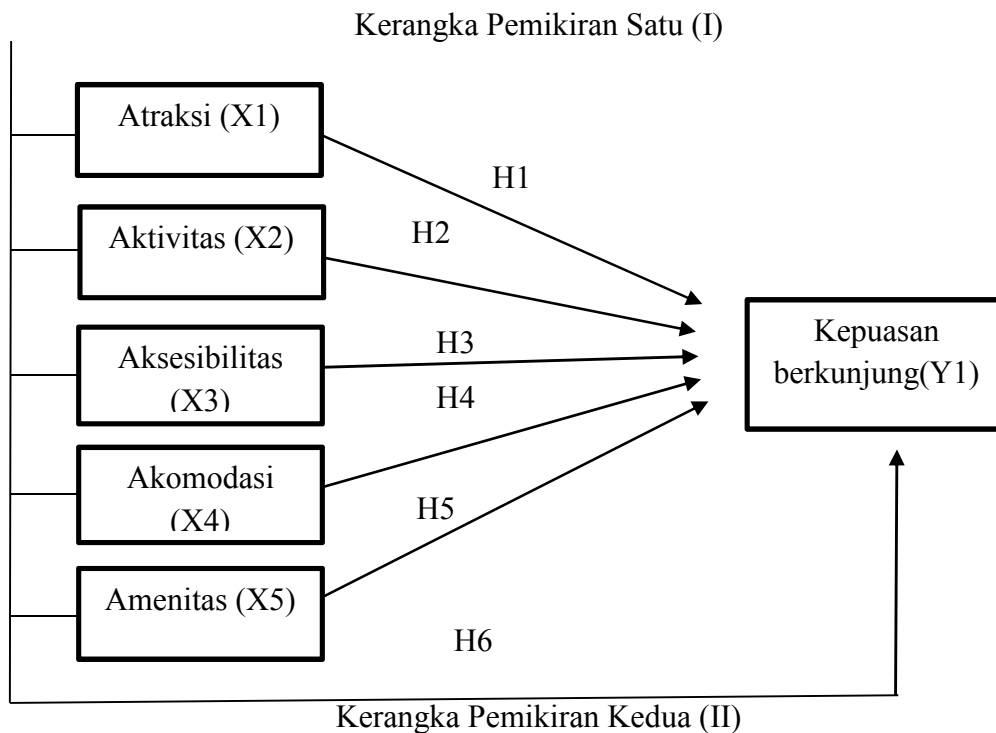 Kerangka Pemikiran Satu (I)
Atraksi (X1)
H1
Aktivitas (X2)
H2
Aksesibilitas
(X3)
H3
Kepuasan
berkunjung(Y1)
H4
Akomodasi
(X4)
H5
Amenitas (X5)
H6
Kerangka Pemikiran Kedua (II)